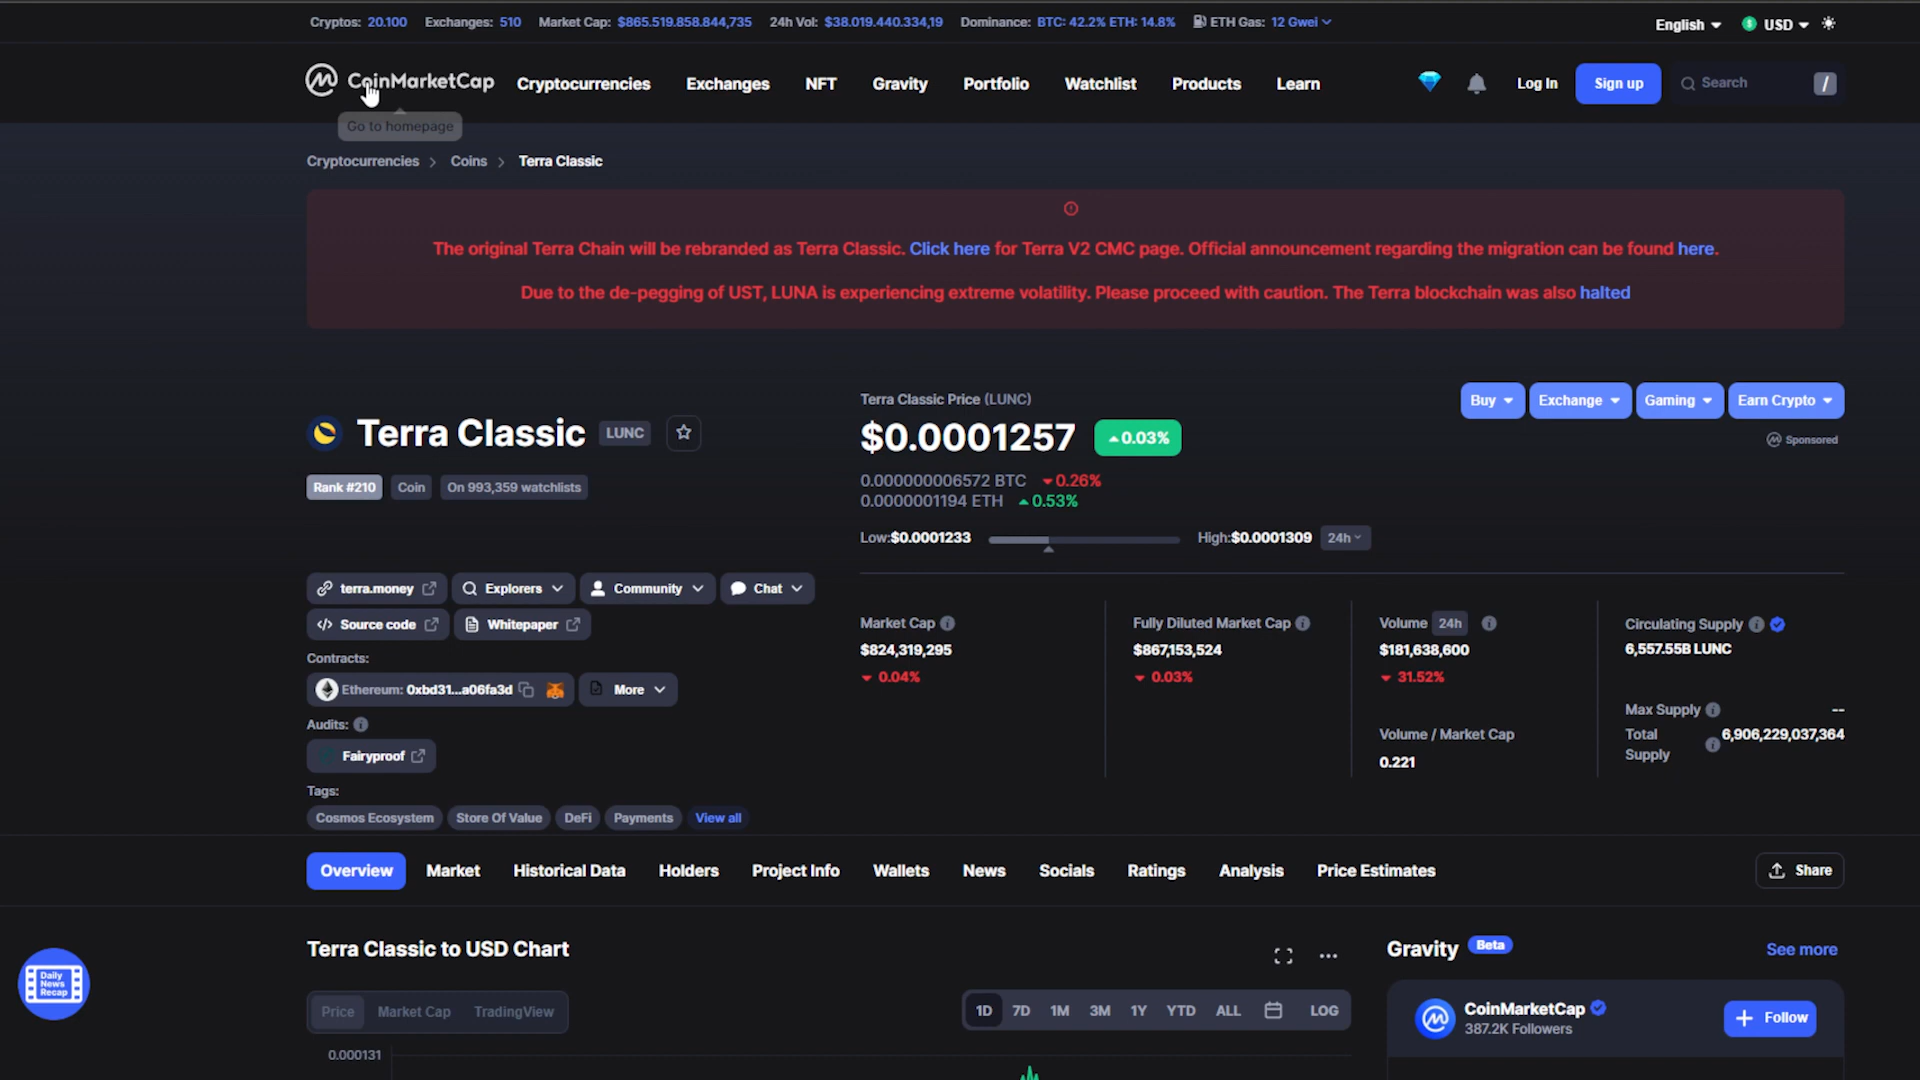 Cryptos: 20.100 Exchanges: 510 Market Cap: $865.519.858.844,735 24h Vol: $38.019.440.334,19 Dominance: BTC: 42.2% ETH: 14.8% ETH Gas: 12 Gwei
English USD
CoinMarketCap Cryptocurrencies Exchanges NFT Gravity Portfolio Watchlist Products Learn Log In Sign up Search /
Go to homepage
Cryptocurrencies > Coins > Terra Classic
The original Terra Chain will be rebranded as Terra Classic. Click here for Terra V2 CMC page. Official announcement regarding the migration can be found here.
Due to the de-pegging of UST, LUNA is experiencing extreme volatility. Please proceed with caution. The Terra blockchain was also halted
Terra Classic LUNC
Rank #210 Coin On 993,359 watchlists
Terra Classic Price (LUNC)
$0.0001257 0.03%
0.000000006572 BTC 0.26%
0.0000001194 ETH 0.53%
Low:$0.0001233 High:$0.0001309 24h
Buy Exchange Gaming Earn Crypto
Sponsored
terra.money Explorers Community Chat
Source code Whitepaper
Contracts:
Ethereum: 0xbd31...a06fa3d More
Audits:
Fairyproof
Tags:
Cosmos Ecosystem Store Of Value DeFi Payments View all
Market Cap
$824,319,295
0.04%
Fully Diluted Market Cap
$867,153,524
0.03%
Volume 24h
$181,638,600
31.52%
Volume / Market Cap
0.221
Circulating Supply
6,557.55B LUNC
Max Supply --
Total Supply 6,906,229,037,364
Overview Market Historical Data Holders Project Info Wallets News Socials Ratings Analysis Price Estimates Share
Terra Classic to USD Chart
Price Market Cap TradingView
1D 7D 1M 3M 1Y YTD ALL LOG
0.000131
Gravity Beta See more
CoinMarketCap
387.2K Followers
Follow
Daily
News
Recap